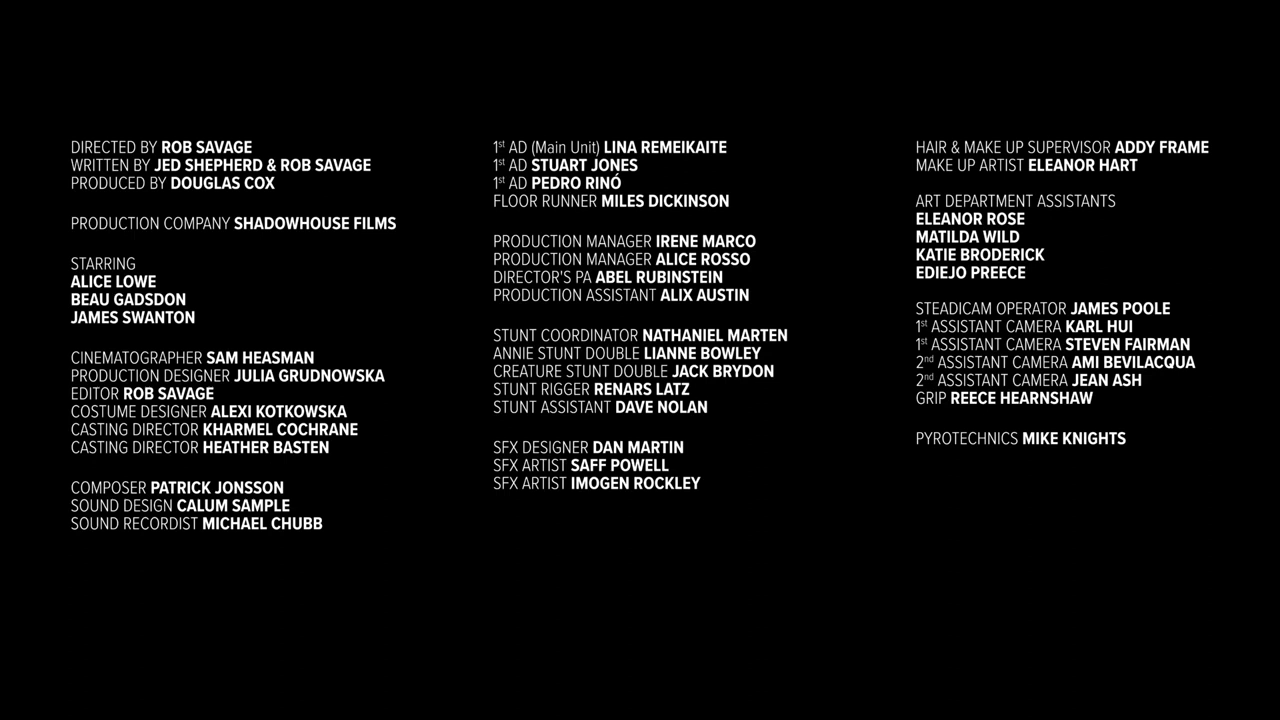 DIRECTED BY ROB SAVAGE
WRITTEN BY JED SHEPHERD & ROB SAVAGE
PRODUCED BY DOUGLAS COX
PRODUCTION COMPANY SHADOWHOUSE FILMS
STARRING
ALICE LOWE
BEAU GADSDON
JAMES SWANTON
CINEMATOGRAPHER SAM HEASMAN
PRODUCTION DESIGNER JULIA GRUDNOWSKA
EDITOR ROB SAVAGE
COSTUME DESIGNER ALEXI KOTKOWSKA
CASTING DIRECTOR KHARMEL COCHRANE
CASTING DIRECTOR HEATHER BASTEN
COMPOSER PATRICK JONSSON
SOUND DESIGN CALUM SAMPLE
SOUND RECORDIST MICHAEL CHUBB
1st AD (Main Unit) LINA REMEIKAITE
1st AD STUART JONES
1st AD PEDRO RINÓ
FLOOR RUNNER MILES DICKINSON
PRODUCTION MANAGER IRENE MARCO
PRODUCTION MANAGER ALICE ROSSO
DIRECTOR'S PA ABEL RUBINSTEIN
PRODUCTION ASSISTANT ALIX AUSTIN
STUNT COORDINATOR NATHANIEL MARTEN
ANNIE STUNT DOUBLE LIANNE BOWLEY
CREATURE STUNT DOUBLE JACK BRYDON
STUNT RIGGER RENARS LATZ
STUNT ASSISTANT DAVE NOLAN
SFX DESIGNER DAN MARTIN
SFX ARTIST SAFF POWELL
SFX ARTIST IMOGEN ROCKLEY
HAIR & MAKE UP SUPERVISOR ADDY FRAME
MAKE UP ARTIST ELEANOR HART
ART DEPARTMENT ASSISTANTS
ELEANOR ROSE
MATILDA WILD
KATIE BRODERICK
EDIEJO PREECE
STEADICAM OPERATOR JAMES POOLE
1st ASSISTANT CAMERA KARL HUI
1st ASSISTANT CAMERA STEVEN FAIRMAN
2nd ASSISTANT CAMERA AMI BEVILACQUA
2nd ASSISTANT CAMERA JEAN ASH
GRIP REECE HEARNSHAW
PYROTECHNICS MIKE KNIGHTS